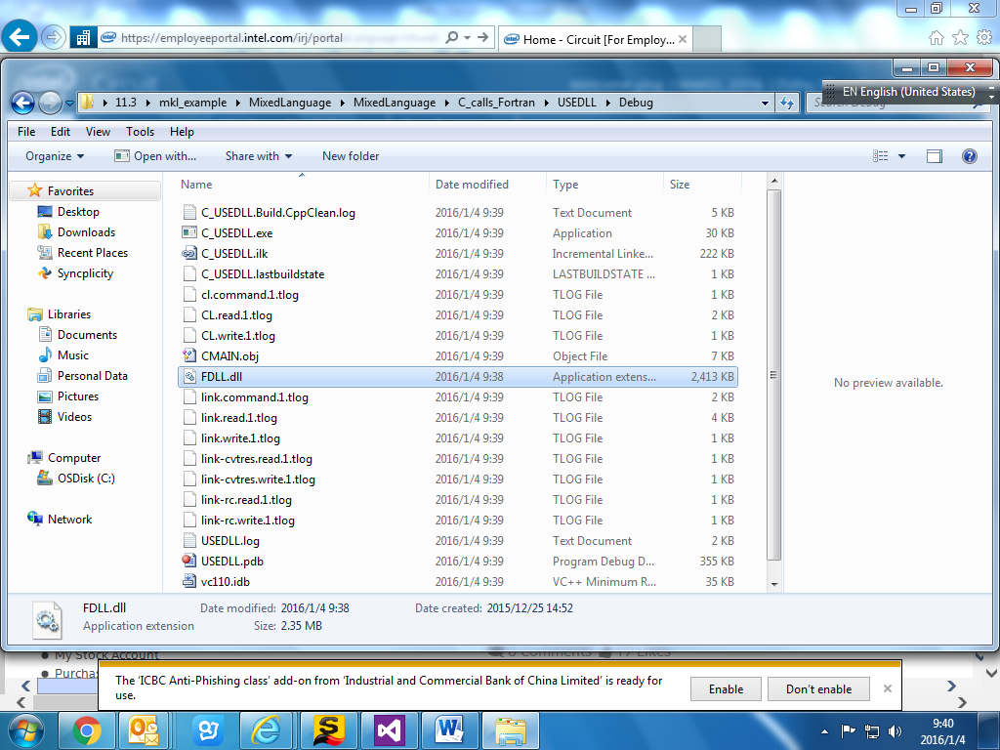 https://employeeportal.intel.com/irj/portal
Home - Circuit [For Employ...
11.3 mkl_example MixedLanguage MixedLanguage C_calls_Fortran USEDLL Debug
EN English (United States)
File Edit View Tools Help
Organize Open with... Share with New folder
Name Date modified Type Size
Favorites
Desktop
Downloads
Recent Places
Syncplicity
Libraries
Documents
Music
Personal Data
Pictures
Videos
Computer
OSDisk (C:)
Network
C_USEDLL.Build.CppClean.log 2016/1/4 9:39 Text Document 5 KB
C_USEDLL.exe 2016/1/4 9:39 Application 30 KB
C_USEDLL.ilk 2016/1/4 9:39 Incremental Linke... 222 KB
C_USEDLL.lastbuildstate 2016/1/4 9:39 LASTBUILDSTATE ... 1 KB
cl.command.1.tlog 2016/1/4 9:39 TLOG File 1 KB
CL.read.1.tlog 2016/1/4 9:39 TLOG File 2 KB
CL.write.1.tlog 2016/1/4 9:39 TLOG File 1 KB
CMAIN.obj 2016/1/4 9:39 Object File 7 KB
FDLL.dll 2016/1/4 9:38 Application extens... 2,413 KB
link.command.1.tlog 2016/1/4 9:39 TLOG File 2 KB
link.read.1.tlog 2016/1/4 9:39 TLOG File 4 KB
link.write.1.tlog 2016/1/4 9:39 TLOG File 1 KB
link-cvtres.read.1.tlog 2016/1/4 9:39 TLOG File 1 KB
link-cvtres.write.1.tlog 2016/1/4 9:39 TLOG File 1 KB
link-rc.read.1.tlog 2016/1/4 9:39 TLOG File 1 KB
link-rc.write.1.tlog 2016/1/4 9:39 TLOG File 1 KB
USEDLL.log 2016/1/4 9:39 Text Document 2 KB
USEDLL.pdb 2016/1/4 9:39 Program Debug D... 355 KB
vc110.idb 2016/1/4 9:39 VC++ Minimum R... 35 KB
No preview available.
FDLL.dll Date modified: 2016/1/4 9:38 Date created: 2015/12/25 14:52
Application extension Size: 2.35 MB
My Stock Account
Purcha
The 'ICBC Anti-Phishing class' add-on from 'Industrial and Commercial Bank of China Limited' is ready for
use.
Enable Don't enable
9:40
2016/1/4